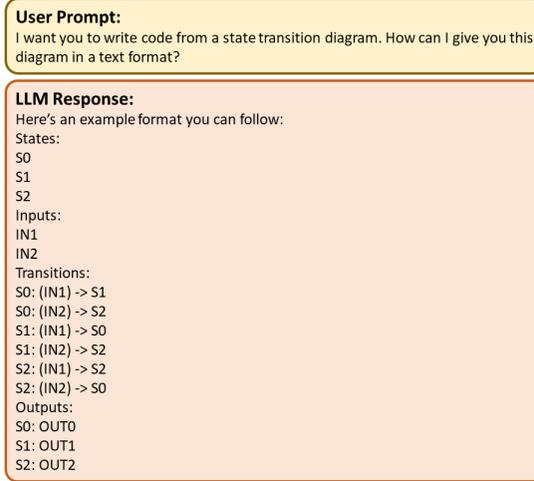 User Prompt:
I want you to write code from a state transition diagram. How can I give you this
diagram in a text format?
LLM Response:
Here's an example format you can follow:
States:
S0
S1
S2
Inputs:
IN1
IN2
Transitions:
S0: (IN1) -> S1
S0: (IN2) -> S2
S1: (IN1) -> S0
S1: (IN2) -> S2
S2: (IN1) -> S2
S2: (IN2) -> S0
Outputs:
S0: OUT0
S1: OUT1
S2: OUT2